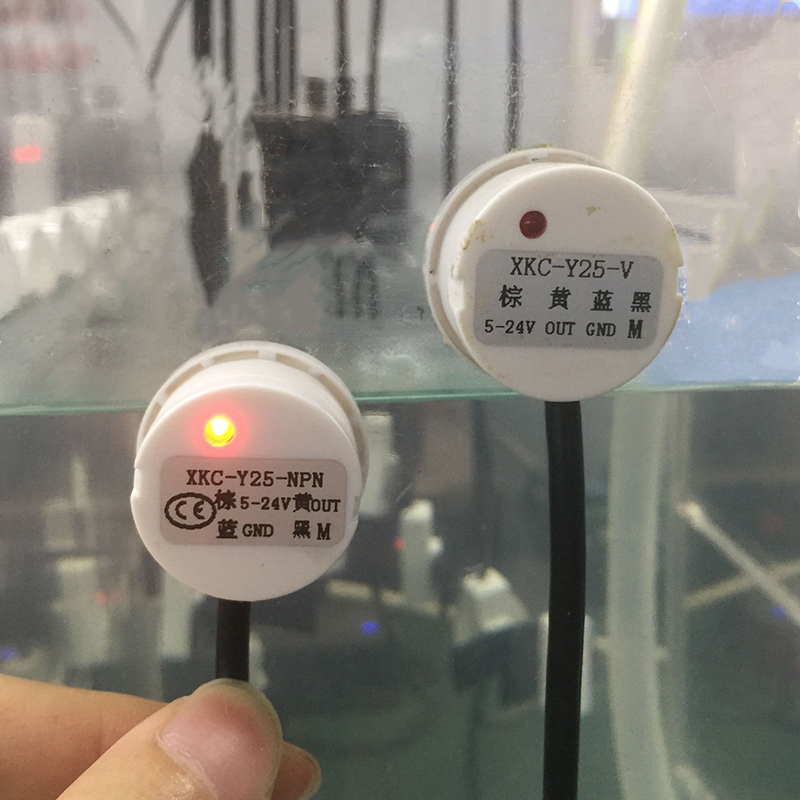 XKC-Y25-V
棕 黄 蓝 黑
5-24V OUT GND M
XKC-Y25-NPN
CE 棕 5-24V 黄 OUT
蓝 GND 黑 M